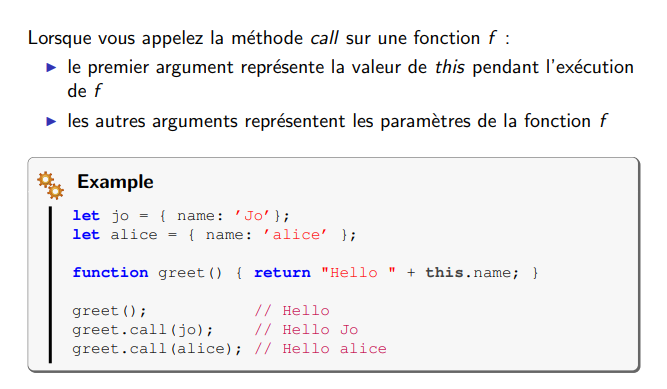 Lorsque vous appelez la méthode call sur une fonction f :
▶ le premier argument représente la valeur de this pendant l'exécution
de f
▶ les autres arguments représentent les paramètres de la fonction f
Example
let jo = { name: 'Jo'};
let alice = { name: 'alice' };
function greet() { return "Hello " + this.name; }
greet(); // Hello
greet.call(jo); // Hello Jo
greet.call(alice); // Hello alice